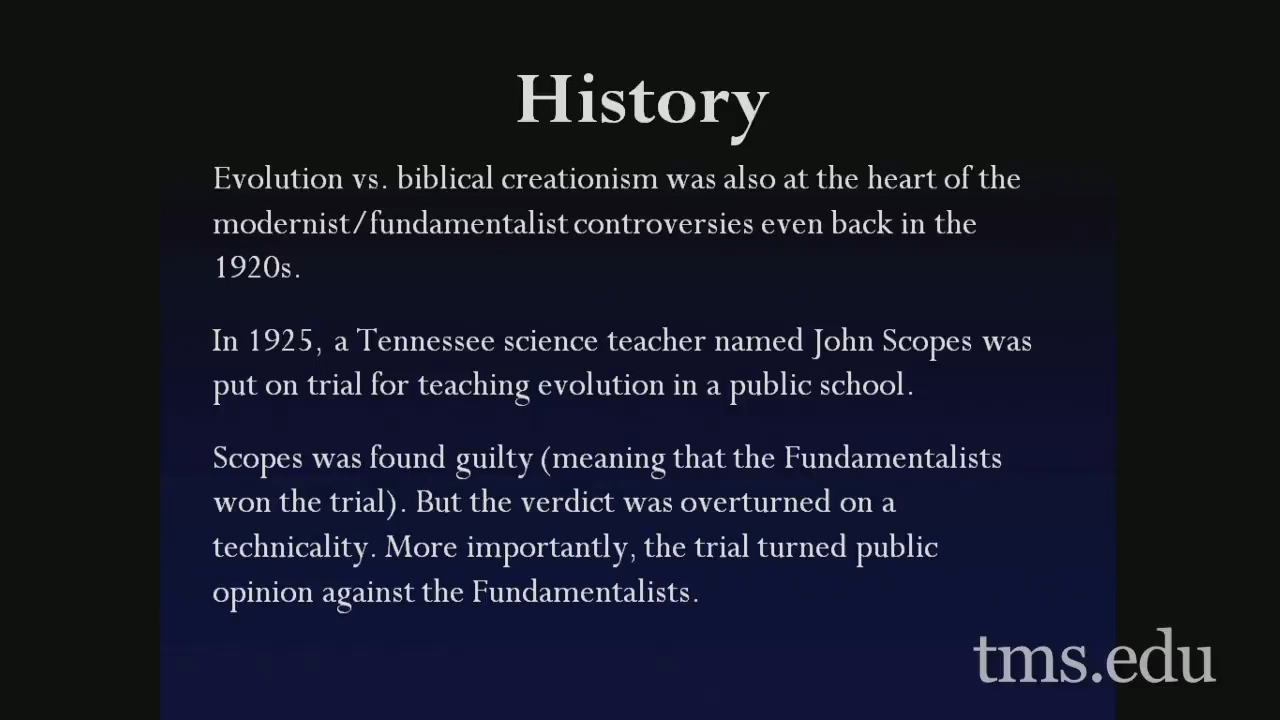 History
Evolution vs. biblical creationism was also at the heart of the
modernist/fundamentalist controversies even back in the
1920s.
In 1925, a Tennessee science teacher named John Scopes was
put on trial for teaching evolution in a public school.
Scopes was found guilty (meaning that the Fundamentalists
won the trial). But the verdict was overturned on a
technicality. More importantly, the trial turned public
opinion against the Fundamentalists.
tms.edu